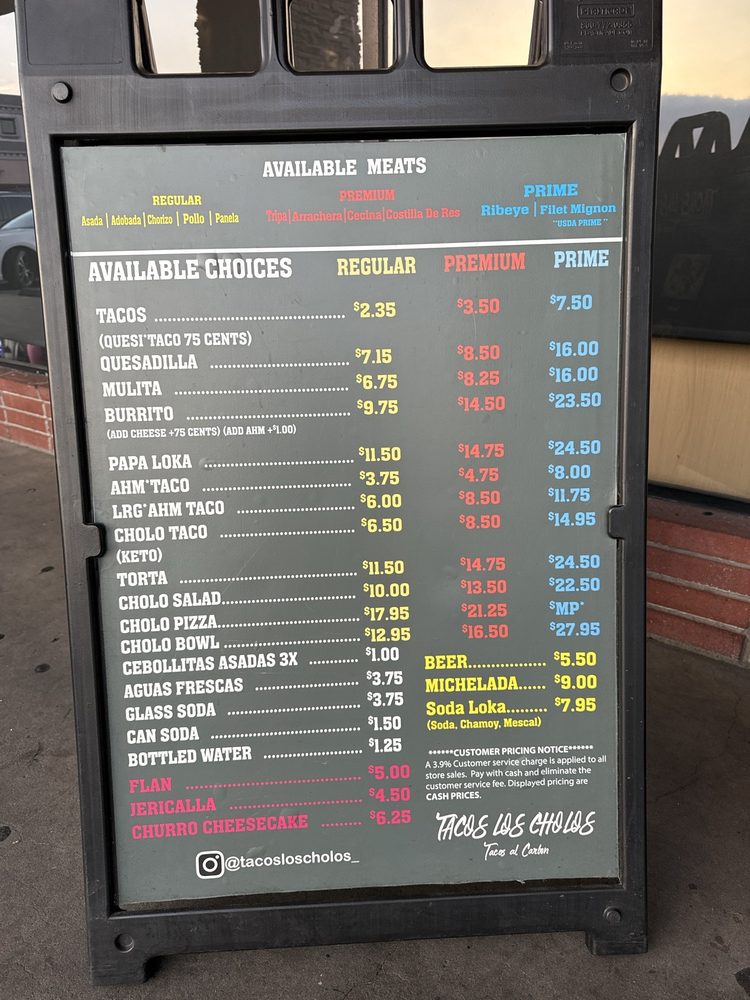 AVAILABLE MEATS
REGULAR
Asada | Adobada | Chorizo | Pollo | Panela
PREMIUM
Tripa|Arrachera|Cecina|Costilla De Res
PRIME
Ribeye | Filet Mignon
"USDA PRIME"
AVAILABLE CHOICES REGULAR PREMIUM PRIME
TACOS $2.35 $3.50 $7.50
(QUESI*TACO 75 CENTS)
QUESADILLA $7.15 $8.50 $16.00
MULITA $6.75 $8.25 $16.00
BURRITO $9.75 $14.50 $23.50
(ADD CHEESE +75 CENTS) (ADD AHM +$1.00)
PAPA LOKA $11.50 $14.75 $24.50
AHM*TACO $3.75 $4.75 $8.00
LRG*AHM TACO $6.00 $8.50 $11.75
CHOLO TACO $6.50 $8.50 $14.95
(KETO)
TORTA $11.50 $14.75 $24.50
CHOLO SALAD $10.00 $13.50 $22.50
CHOLO PIZZA $17.95 $21.25 $MP*
CHOLO BOWL $12.95 $16.50 $27.95
CEBOLLITAS ASADAS 3X $1.00
AGUAS FRESCAS $3.75
GLASS SODA $3.75
CAN SODA $1.50
BOTTLED WATER $1.25
FLAN $5.00
JERICALLA $4.50
CHURRO CHEESECAKE $6.25
BEER $5.50
MICHELADA $9.00
Soda Loka $7.95
(Soda, Chamoy, Mescal)
******CUSTOMER PRICING NOTICE******
A 3.9% Customer service charge is applied to all
store sales. Pay with cash and eliminate the
customer service fee. Displayed pricing are
CASH PRICES.
TACOS LOS CHOLOS
Tacos al Carbon
@tacosloscholos_